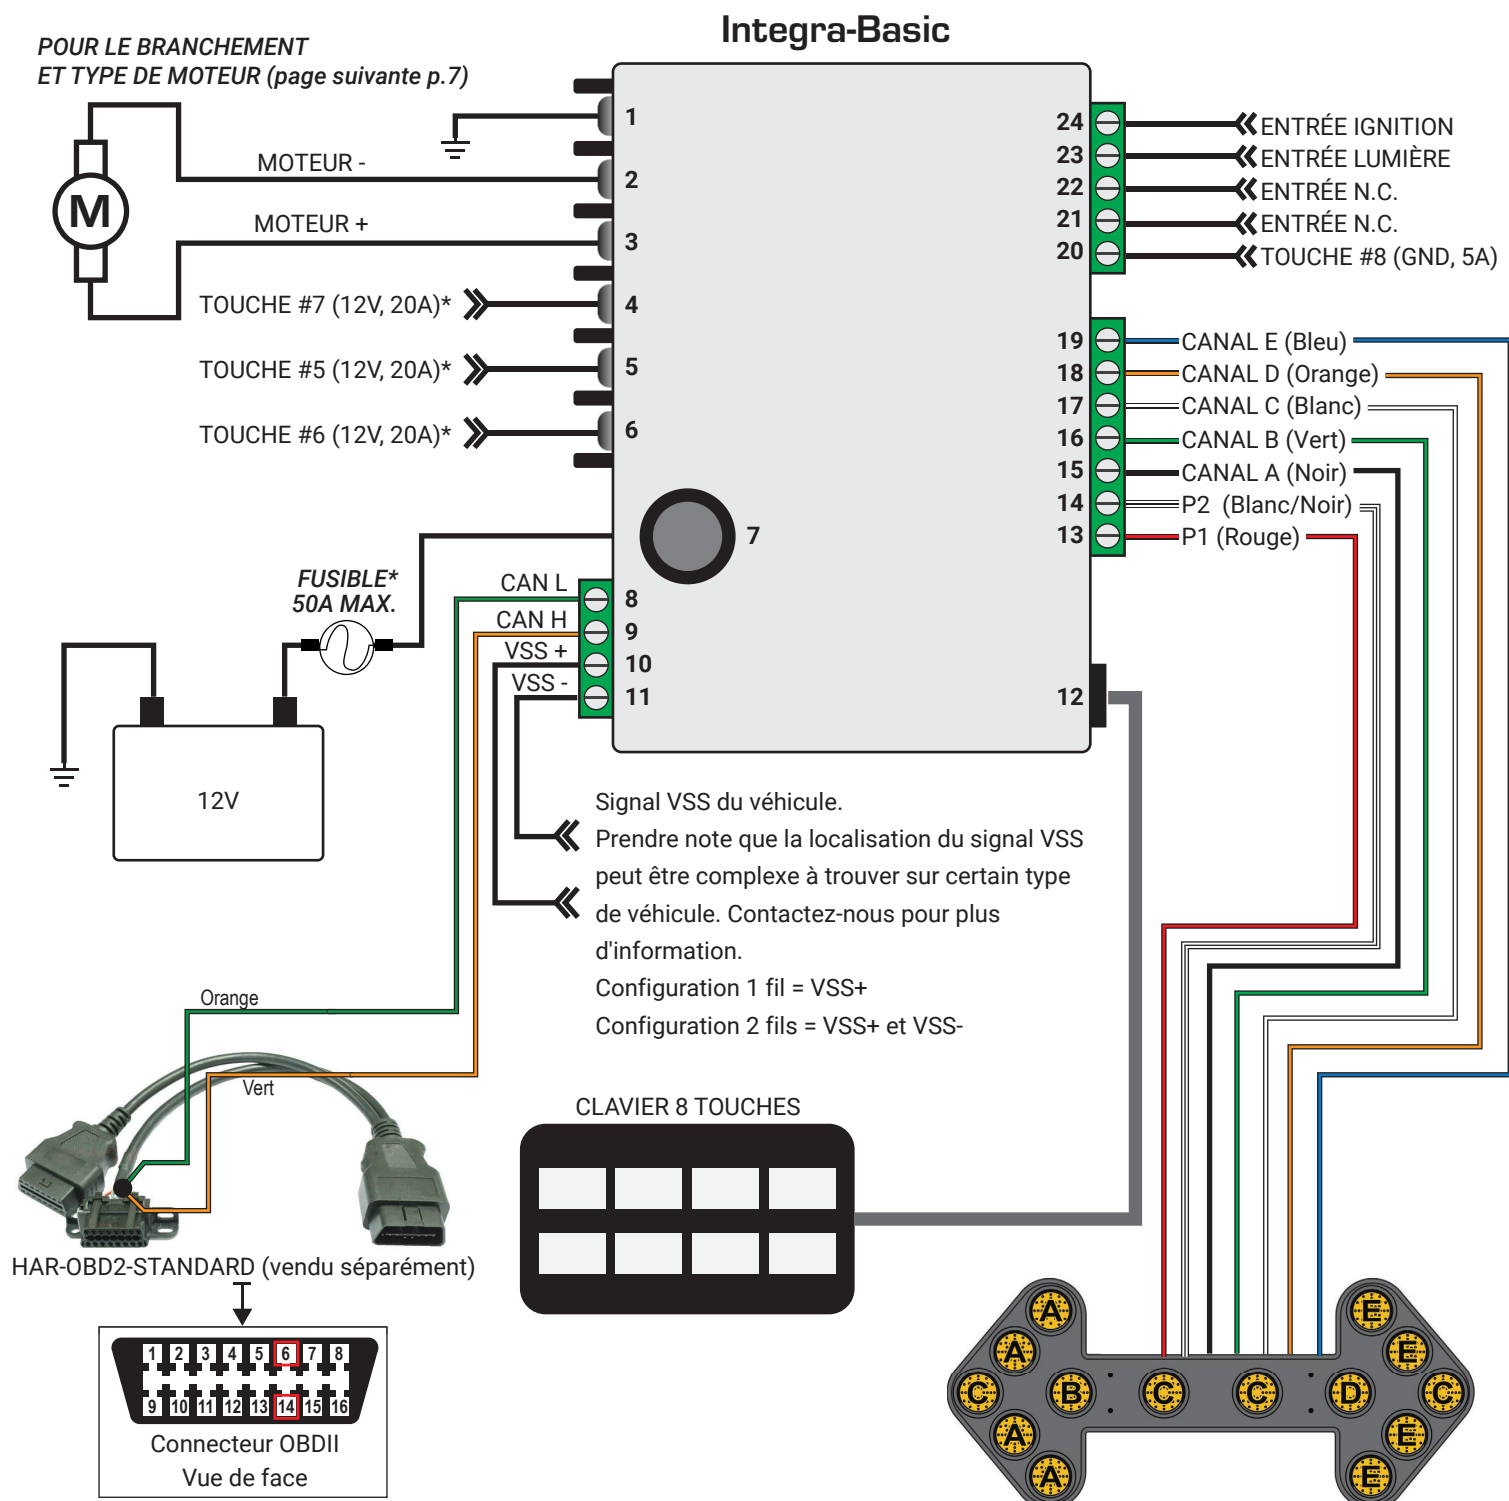 Integra-Basic
POUR LE BRANCHEMENT
ET TYPE DE MOTEUR (page suivante p.7)
M
MOTEUR -
MOTEUR +
TOUCHE #7 (12V, 20A)*
TOUCHE #5 (12V, 20A)*
TOUCHE #6 (12V, 20A)*
1
2
3
4
5
6
7
FUSIBLE*
50A MAX.
12V
CAN L
CAN H
VSS +
VSS -
8
9
10
11
24
23
22
21
20
ENTRÉE IGNITION
ENTRÉE LUMIÈRE
ENTRÉE N.C.
ENTRÉE N.C.
TOUCHE #8 (GND, 5A)
19
18
17
16
15
14
13
CANAL E (Bleu)
CANAL D (Orange)
CANAL C (Blanc)
CANAL B (Vert)
CANAL A (Noir)
P2 (Blanc/Noir)
P1 (Rouge)
12
Signal VSS du véhicule.
Prendre note que la localisation du signal VSS
peut être complexe à trouver sur certain type
de véhicule. Contactez-nous pour plus
d'information.
Configuration 1 fil = VSS+
Configuration 2 fils = VSS+ et VSS-
Orange
Vert
HAR-OBD2-STANDARD (vendu séparément)
1 2 3 4 5 6 7 8
9 10 11 12 13 14 15 16
Connecteur OBDII
Vue de face
CLAVIER 8 TOUCHES
A E
A E
C B C C D C
A E
A E